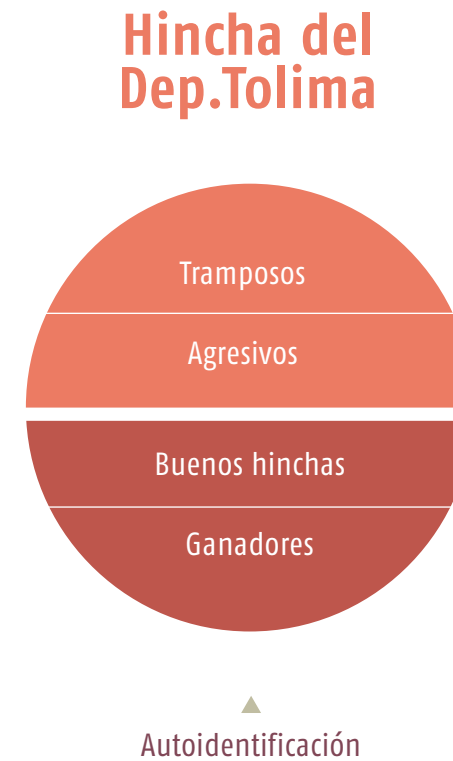 Hincha del
Dep.Tolima
Tramposos
Agresivos
Buenos hinchas
Ganadores
Autoidentificación